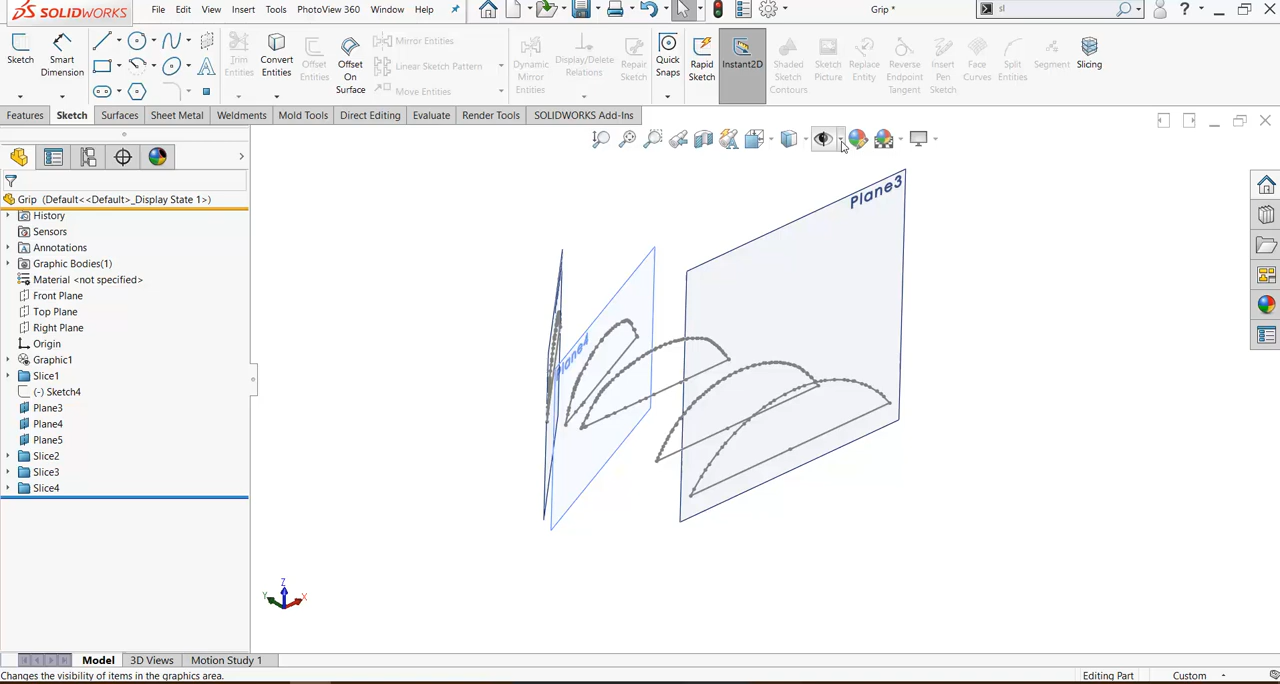 SOLIDWORKS File Edit View Insert Tools PhotoView 360 Window Help Grip * sl
Sketch Smart Dimension Trim Entities Convert Entities Offset Entities Offset On Surface Mirror Entities Linear Sketch Pattern Move Entities Dynamic Mirror Entities Display/Delete Relations Repair Sketch Quick Snaps Rapid Sketch Instant2D Shaded Sketch Contours Sketch Picture Replace Entity Reverse Endpoint Tangent Insert Pen Sketch Face Curves Split Entities Segment Slicing
Features Sketch Surfaces Sheet Metal Weldments Mold Tools Direct Editing Evaluate Render Tools SOLIDWORKS Add-Ins
Grip (Default<<Default>_Display State 1>)
History
Sensors
Annotations
Graphic Bodies(1)
Material <not specified>
Front Plane
Top Plane
Right Plane
Origin
Graphic1
Slice1
(-) Sketch4
Plane3
Plane4
Plane5
Slice2
Slice3
Slice4
Plane3
Plane4
Z
Y X
Model 3D Views Motion Study 1
Changes the visibility of items in the graphics area. Editing Part Custom